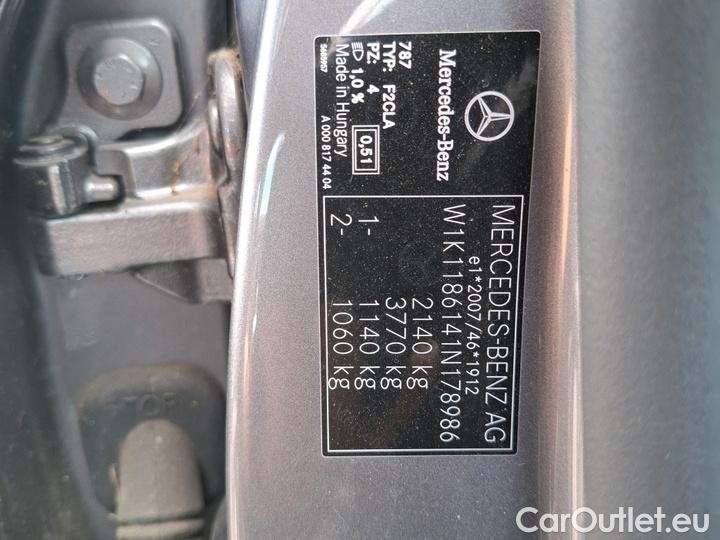 Mercedes-Benz
787
TYP: F2CLA
PZ: 4
1,0 %
0,51
Made in Hungary
A 000 817 44 04
5685957
MERCEDES-BENZ AG
e1*2007/46*1912
W1K1186141N178986
2140 kg
3770 kg
1- 1140 kg
2- 1060 kg
STOP
CarOutlet.eu